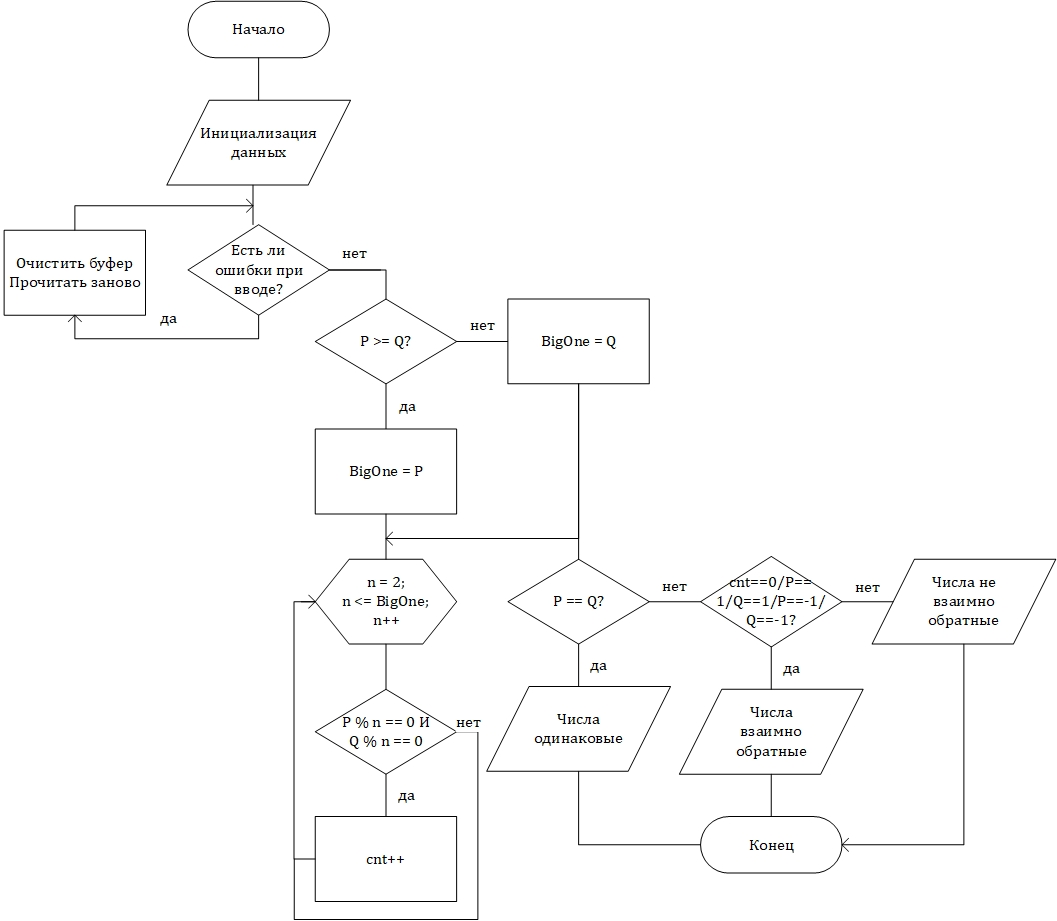 Начало
Инициализация
данных
Есть ли
ошибки при
вводе?
нет
Очистить буфер
Прочитать заново
да
P >= Q?
нет
BigOne = Q
да
BigOne = P
n = 2;
n <= BigOne;
n++
P == Q?
нет
cnt==0/P==
1/Q==1/P==-1/
Q==-1?
нет
Числа не
взаимно
обратные
да
да
P % n == 0 И
Q % n == 0
нет
Числа
одинаковые
Числа
взаимно
обратные
да
cnt++
Конец